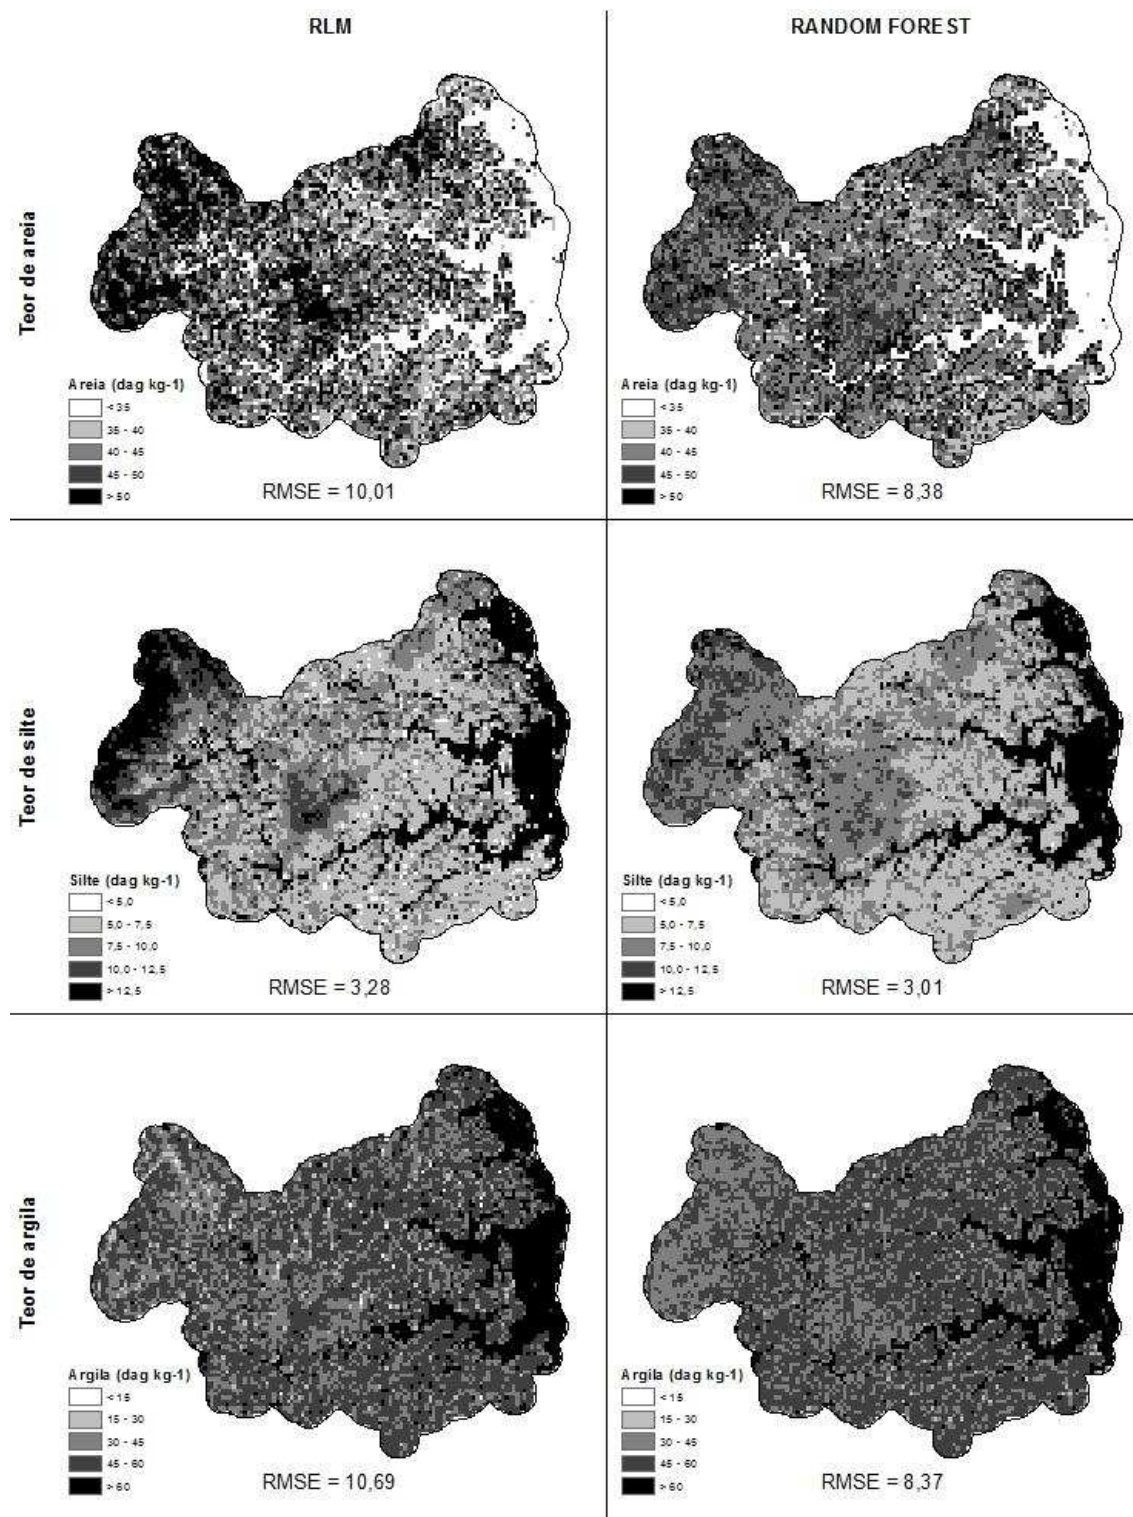 RLM
RANDOM FOREST
Teor de areia
Areia (dag kg-1)
< 35
35 - 40
40 - 45
45 - 50
> 50
RMSE = 10,01
Areia (dag kg-1)
< 35
35 - 40
40 - 45
45 - 50
> 50
RMSE = 8,38
Teor de silte
Silte (dag kg-1)
< 5,0
5,0 - 7,5
7,5 - 10,0
10,0 - 12,5
> 12,5
RMSE = 3,28
Silte (dag kg-1)
< 5,0
5,0 - 7,5
7,5 - 10,0
10,0 - 12,5
> 12,5
RMSE = 3,01
Teor de argila
Argila (dag kg-1)
< 15
15 - 30
30 - 45
45 - 60
> 60
RMSE = 10,69
Argila (dag kg-1)
< 15
15 - 30
30 - 45
45 - 60
> 60
RMSE = 8,37